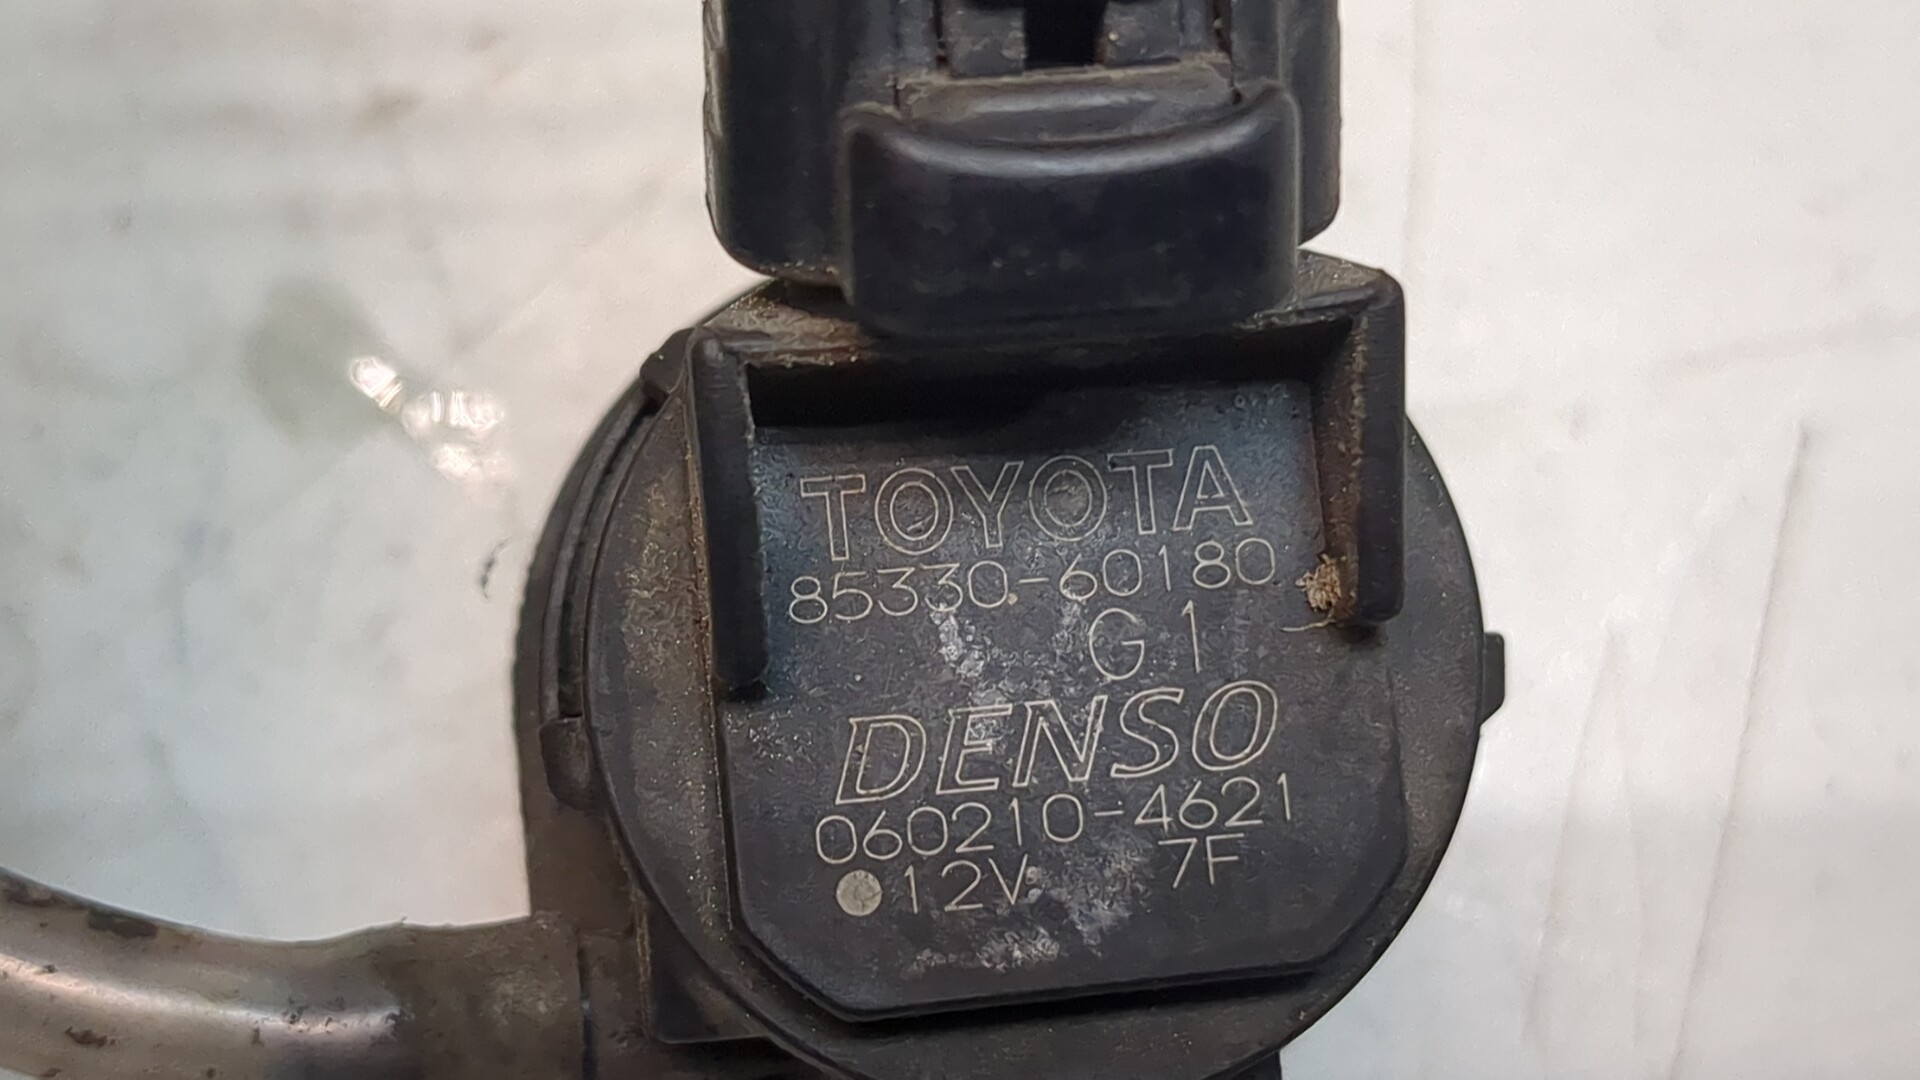 TOYOTA
85330-60180
G1
DENSO
060210-4621
12V 7F